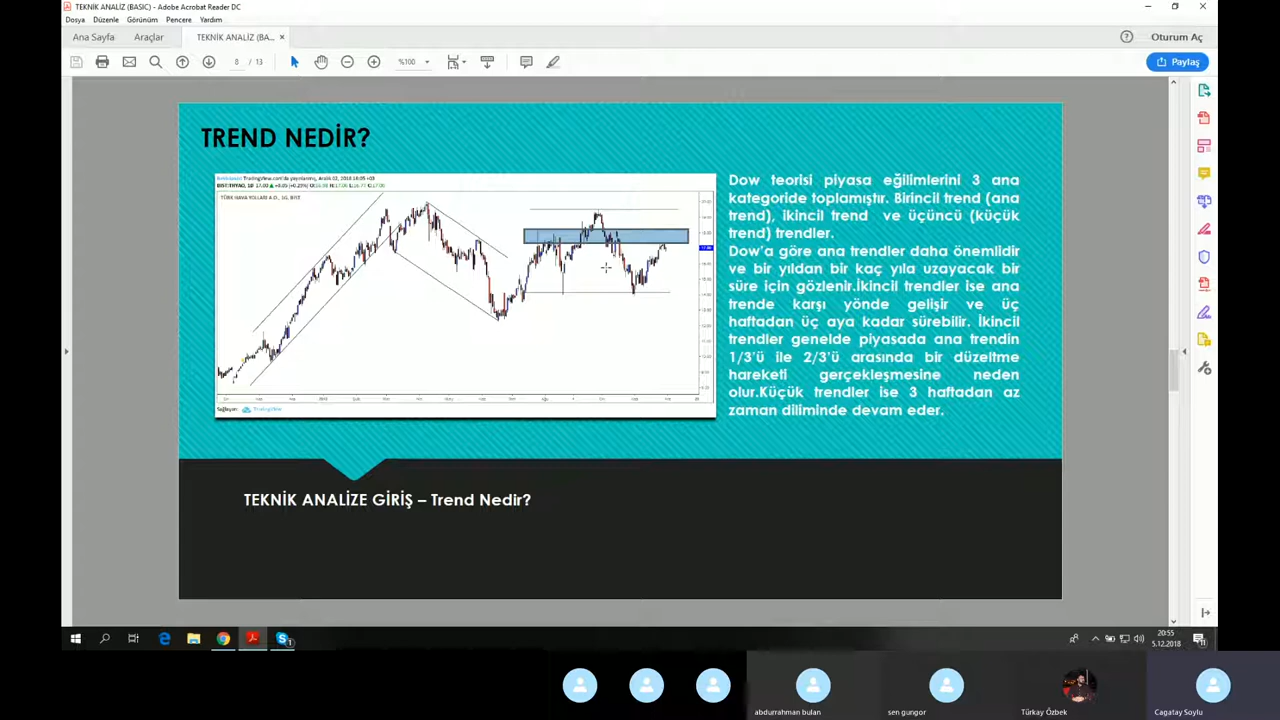 TEKNİK ANALİZ (BASIC) - Adobe Acrobat Reader DC
Dosya Düzenle Görünüm Pencere Yardım
Ana Sayfa Araçlar TEKNİK ANALİZ (BA... × Oturum Aç
8 / 13 %100 Paylaş
TREND NEDİR?
TÜRK HAVA YOLLARI A.O., 1G, BIST
Dow teorisi piyasa eğilimlerini 3 ana
kategoride toplamıştır. Birincil trend (ana
trend), ikincil trend ve üçüncü (küçük
trend) trendler.
Dow'a göre ana trendler daha önemlidir
ve bir yıldan bir kaç yıla uzayacak bir
süre için gözlenir.İkincil trendler ise ana
trende karşı yönde gelişir ve üç
haftadan üç aya kadar sürebilir. İkincil
trendler genelde piyasada ana trendin
1/3'ü ile 2/3'ü arasında bir düzeltme
hareketi gerçekleşmesine neden
olur.Küçük trendler ise 3 haftadan az
zaman diliminde devam eder.
TradingView
TEKNİK ANALİZE GİRİŞ – Trend Nedir?
20:55
5.12.2018
abdurrahman bulan
sen gungor
Türkay Özbek
Cagatay Soylu